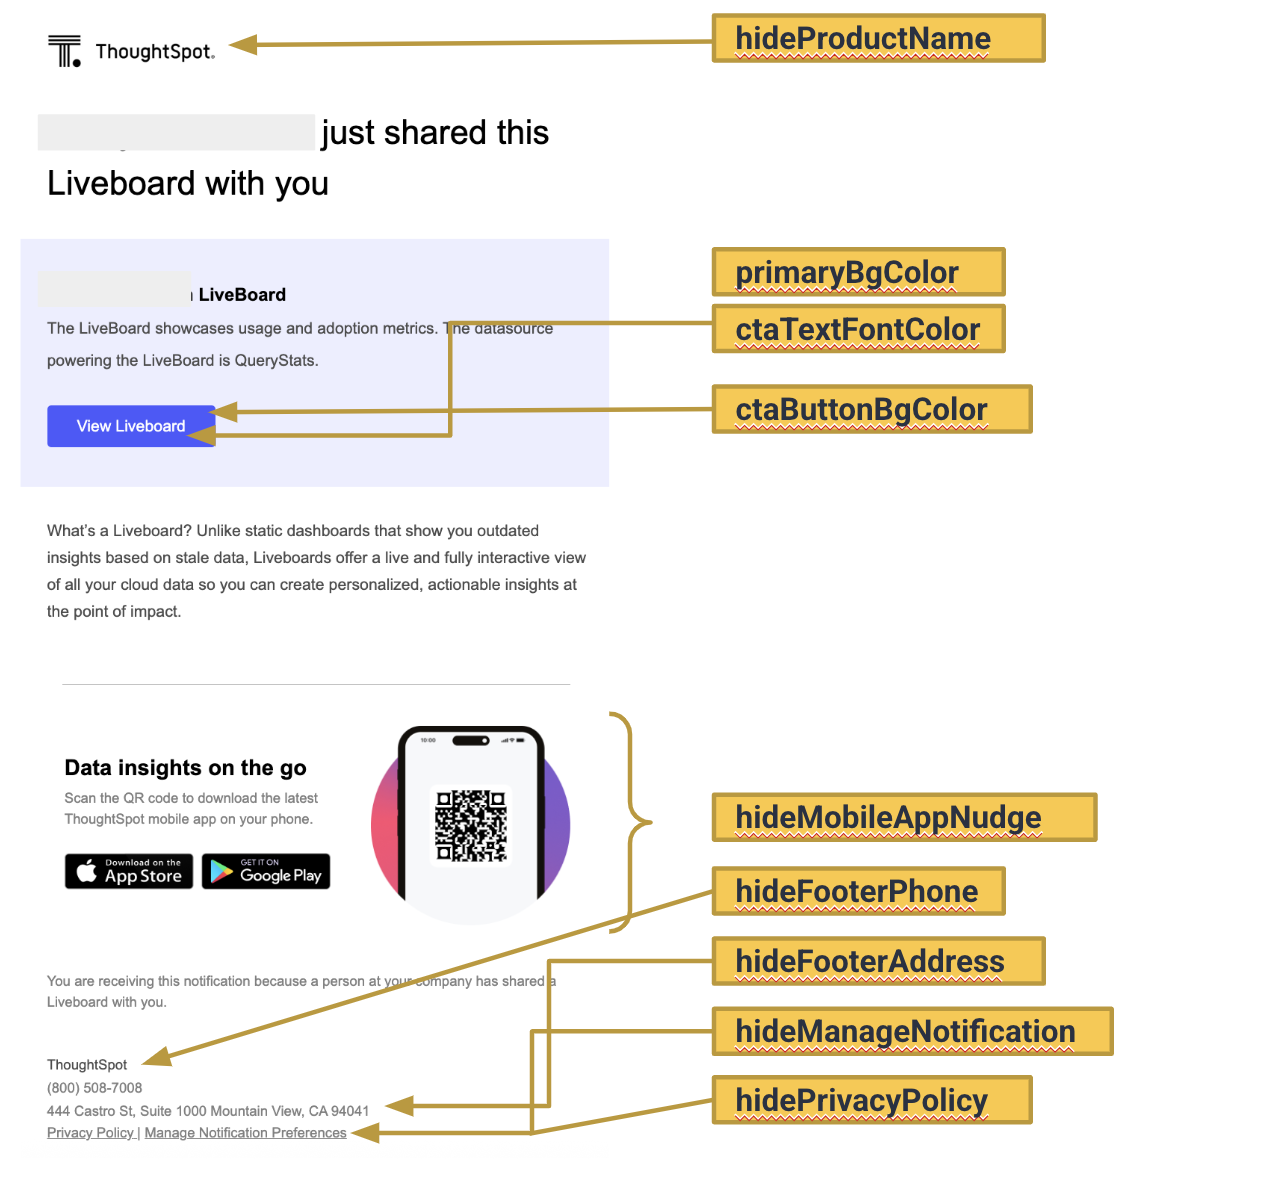 ThoughtSpot®
hideProductName
just shared this
Liveboard with you
primaryBgColor
LiveBoard
The LiveBoard showcases usage and adoption metrics. The datasource
ctaTextFontColor
powering the LiveBoard is QueryStats.
ctaButtonBgColor
View Liveboard
What's a Liveboard? Unlike static dashboards that show you outdated
insights based on stale data, Liveboards offer a live and fully interactive view
of all your cloud data so you can create personalized, actionable insights at
the point of impact.
10:00
Data insights on the go
Scan the QR code to download the latest
ThoughtSpot mobile app on your phone.
hideMobileAppNudge
Download on the
App Store
GET IT ON
Google Play
hideFooterPhone
hideFooterAddress
You are receiving this notification because a person at your company has shared a
Liveboard with you.
hideManageNotification
ThoughtSpot
(800) 508-7008
444 Castro St, Suite 1000 Mountain View, CA 94041
hidePrivacyPolicy
Privacy Policy | Manage Notification Preferences